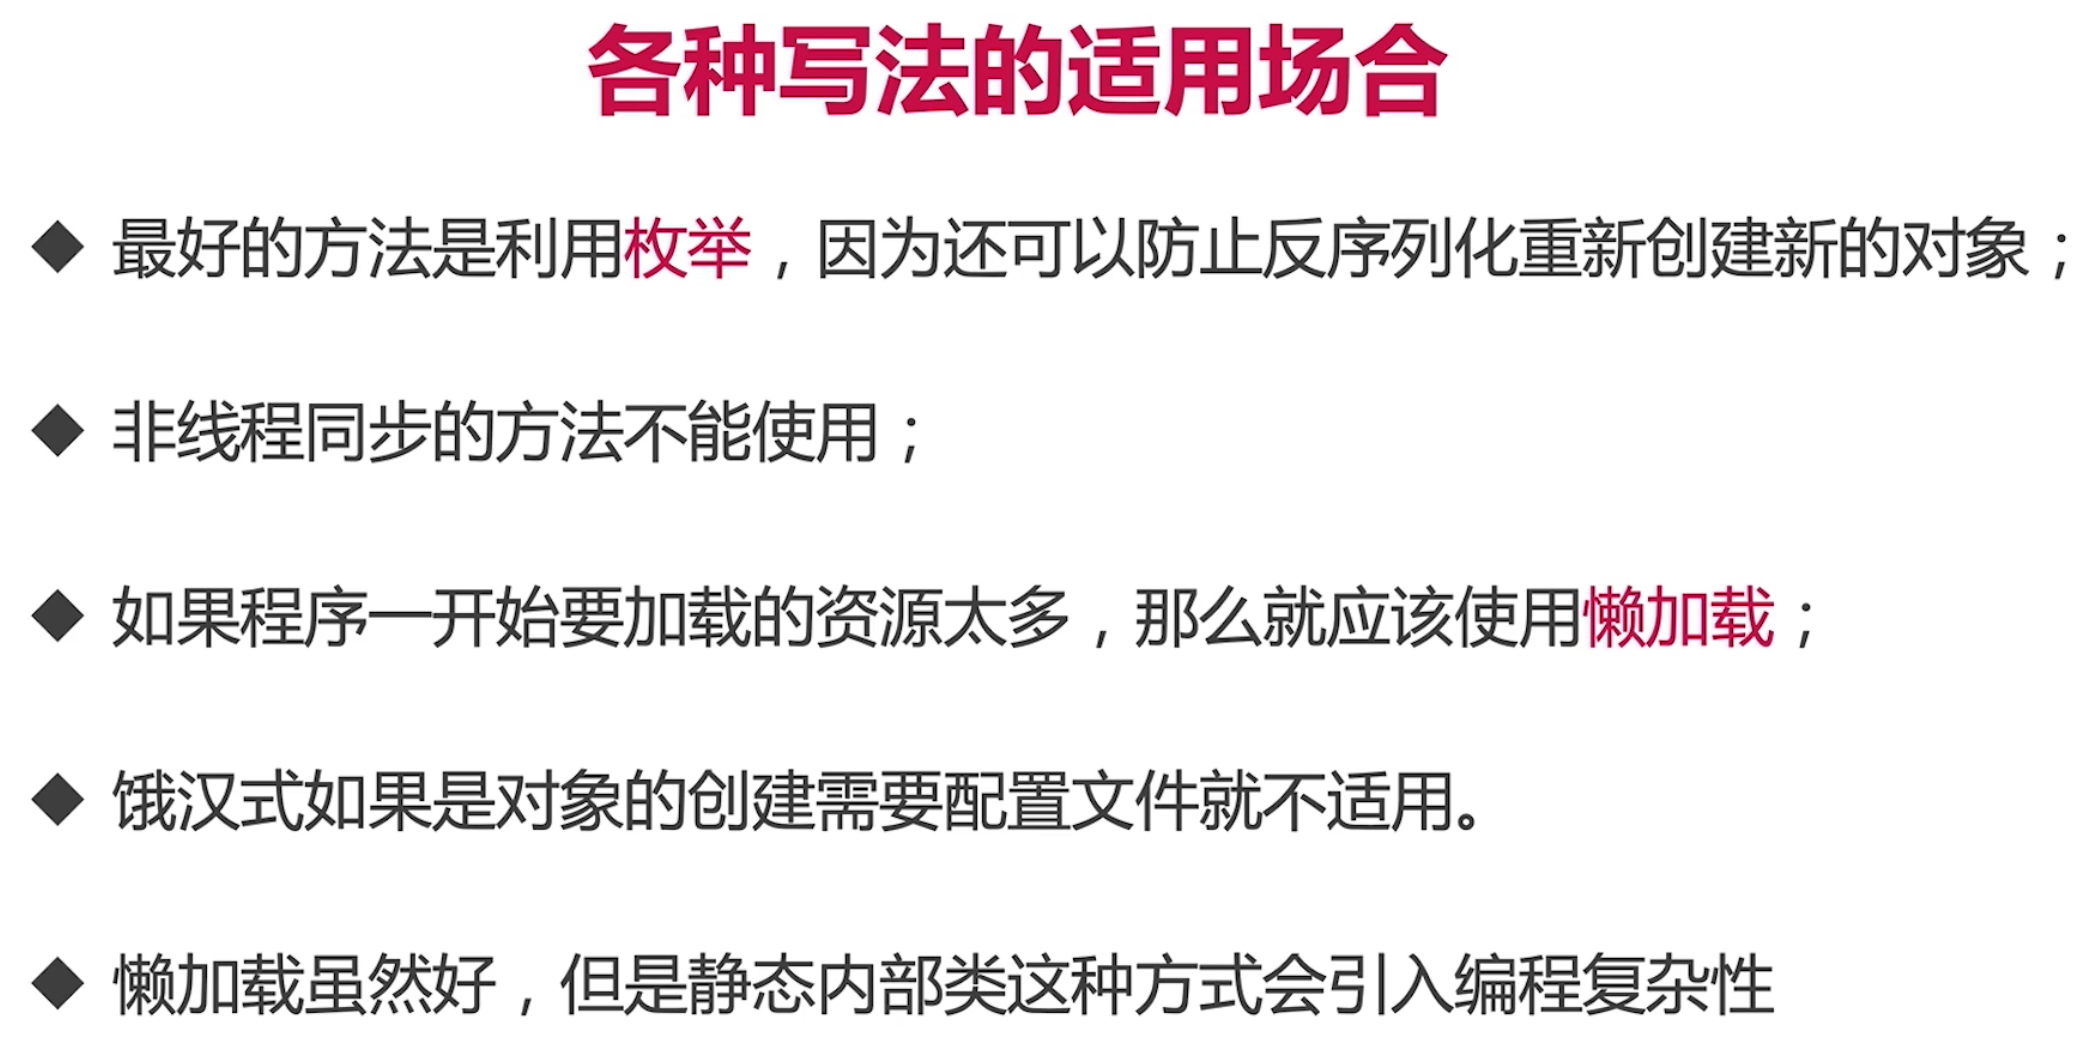 各种写法的适用场合
◆ 最好的方法是利用枚举，因为还可以防止反序列化重新创建新的对象；
◆ 非线程同步的方法不能使用；
◆ 如果程序一开始要加载的资源太多，那么就应该使用懒加载；
◆ 饿汉式如果是对象的创建需要配置文件就不适用。
◆ 懒加载虽然好，但是静态内部类这种方式会引入编程复杂性